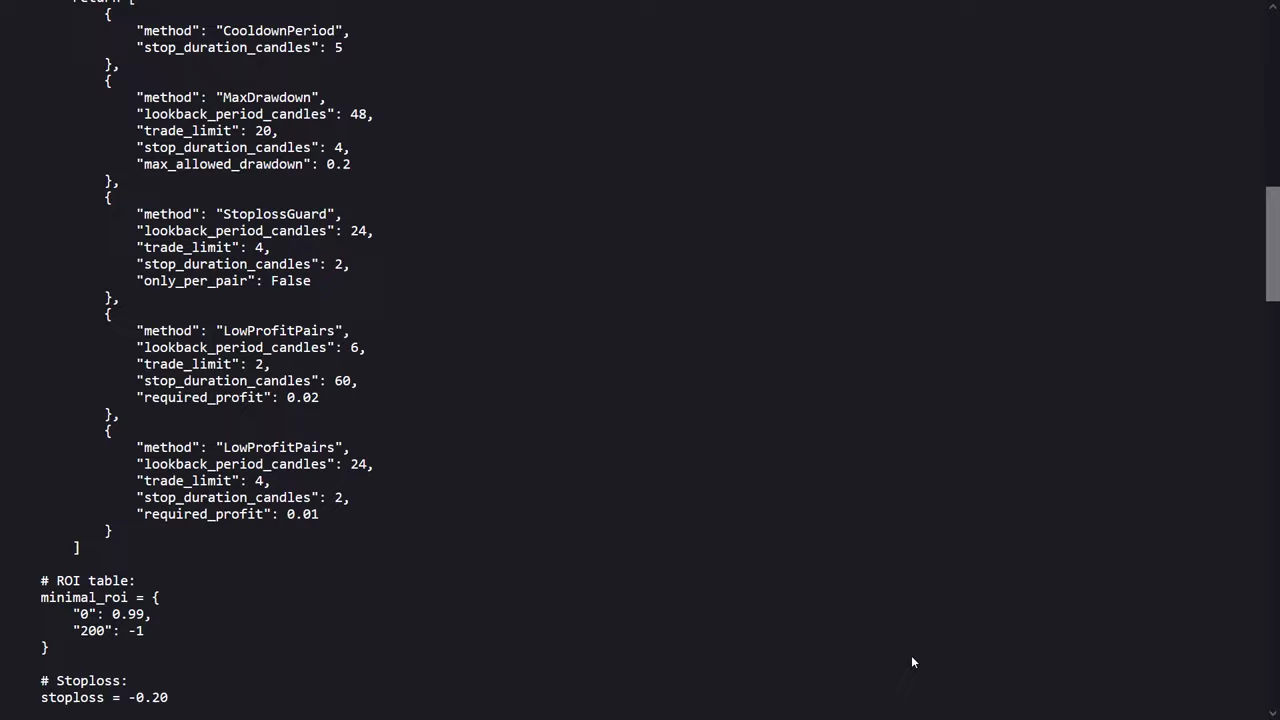 return [
{
"method": "CooldownPeriod",
"stop_duration_candles": 5
},
{
"method": "MaxDrawdown",
"lookback_period_candles": 48,
"trade_limit": 20,
"stop_duration_candles": 4,
"max_allowed_drawdown": 0.2
},
{
"method": "StoplossGuard",
"lookback_period_candles": 24,
"trade_limit": 4,
"stop_duration_candles": 2,
"only_per_pair": False
},
{
"method": "LowProfitPairs",
"lookback_period_candles": 6,
"trade_limit": 2,
"stop_duration_candles": 60,
"required_profit": 0.02
},
{
"method": "LowProfitPairs",
"lookback_period_candles": 24,
"trade_limit": 4,
"stop_duration_candles": 2,
"required_profit": 0.01
}
]
# ROI table:
minimal_roi = {
"0": 0.99,
"200": -1
}
# Stoploss:
stoploss = -0.20